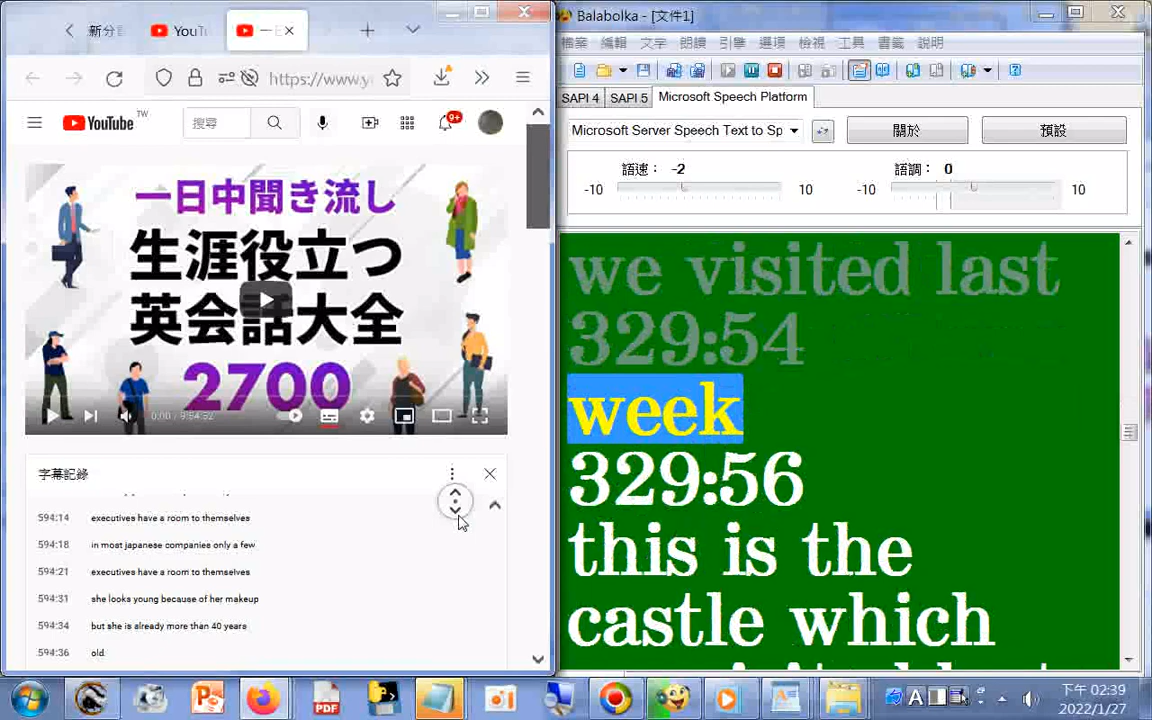 新分
YouTu
一E
https://www.y
YouTube TW
搜尋
9+
一日中聞き流し
生涯役立つ
英会話大全
2700
0:00 / 9:54:52
字幕記錄
594:14 executives have a room to themselves
594:18 in most japanese companies only a few
594:21 executives have a room to themselves
594:31 she looks young because of her makeup
594:34 but she is already more than 40 years
594:36 old
Balabolka - [文件1]
檔案 編輯 文字 朗讀 引擎 選項 檢視 工具 書籤 說明
SAPI 4 SAPI 5 Microsoft Speech Platform
Microsoft Server Speech Text to Sp
關於 預設
語速： -2 語調： 0
-10 10 -10 10
we visited last
329:54
week
329:56
this is the
castle which
PDF
A
下午 02:39
2022/1/27